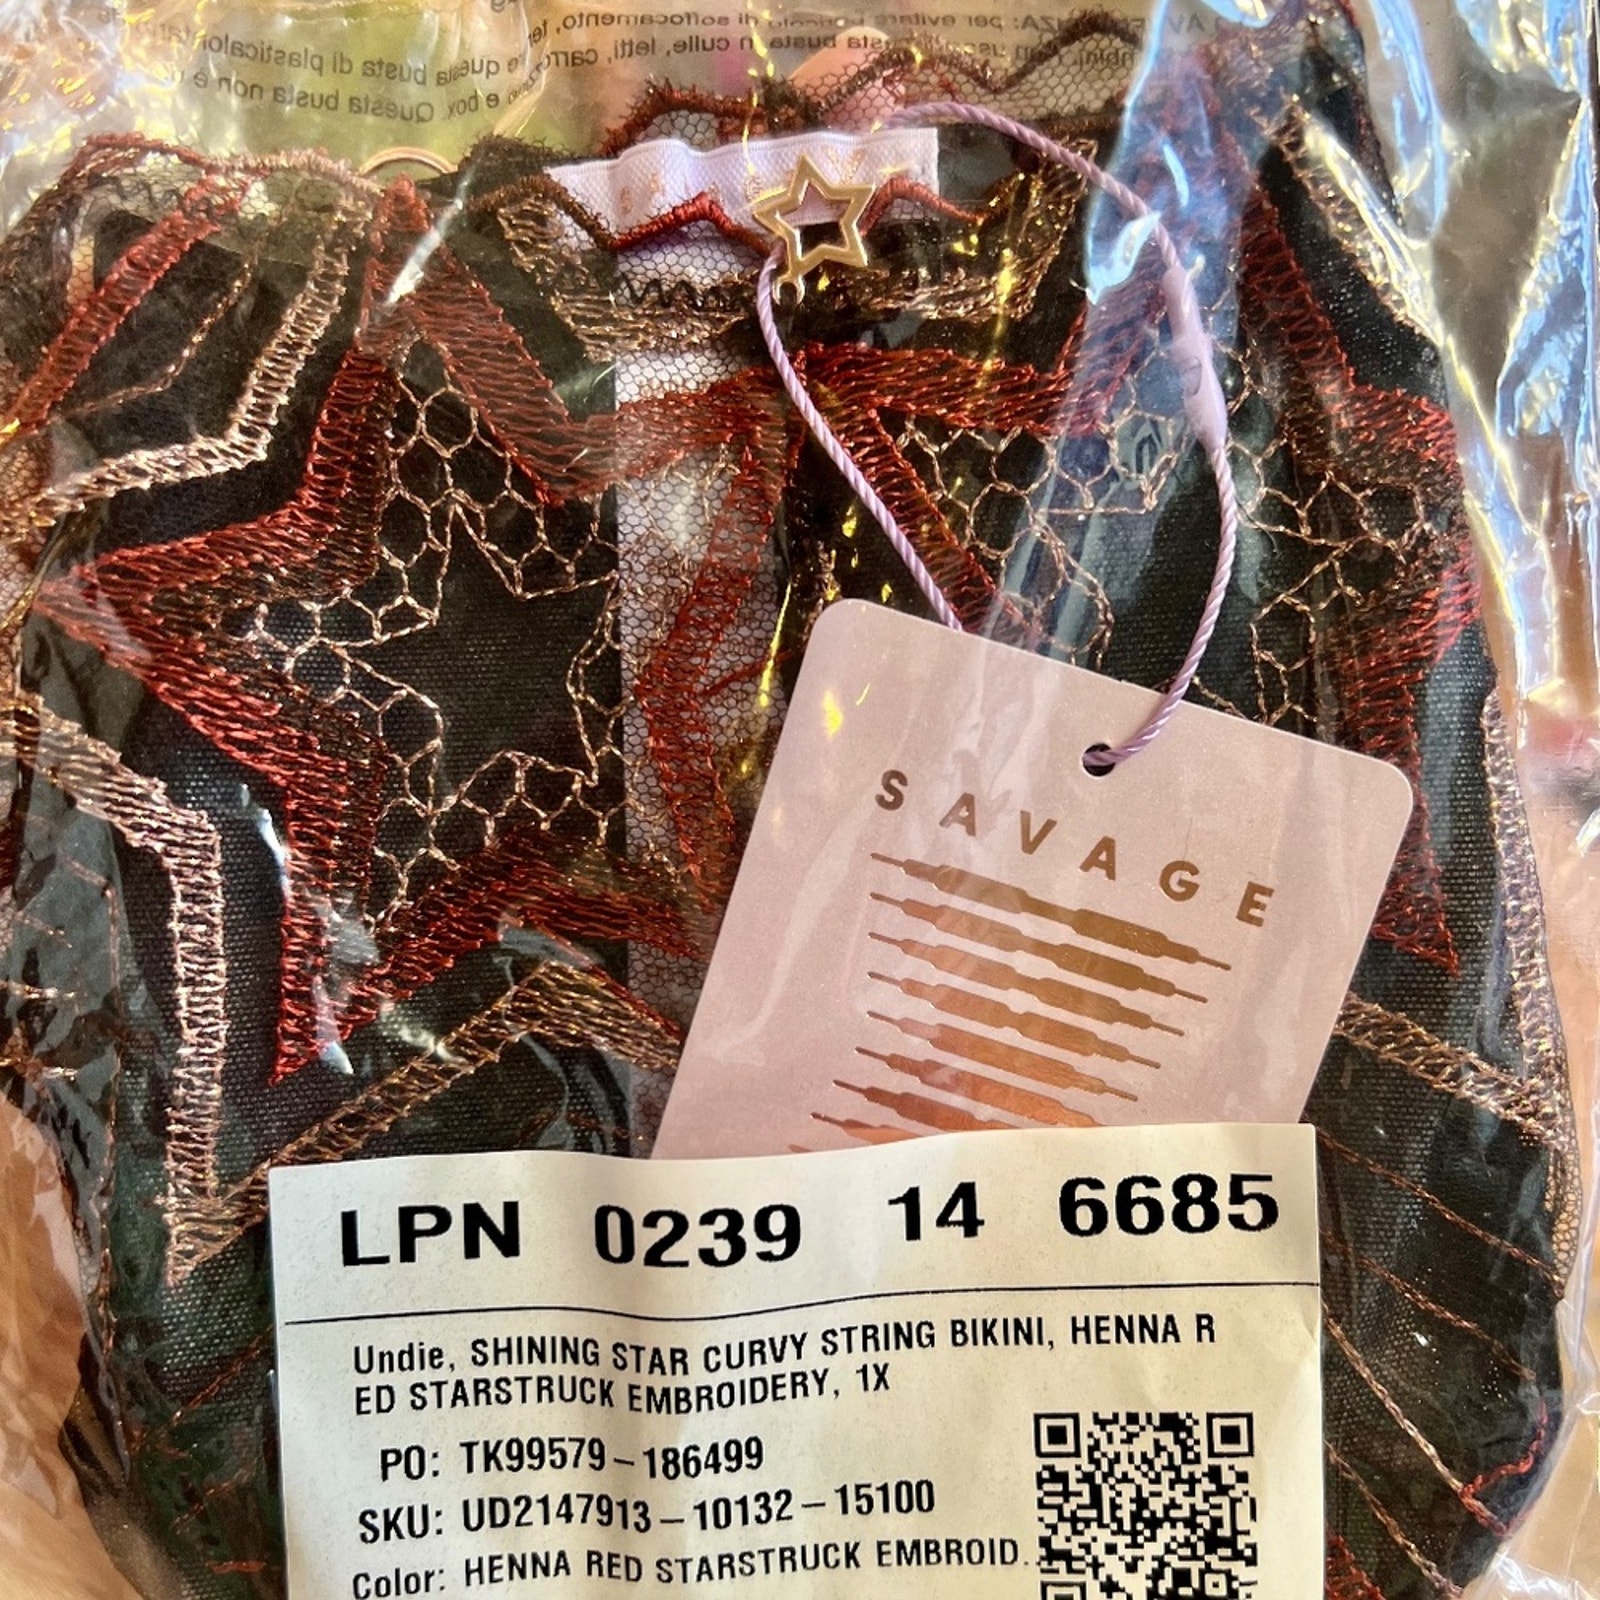 SAVAGE
LPN 0239 14 6685
Undie, SHINING STAR CURVY STRING BIKINI, HENNA R
ED STARSTRUCK EMBROIDERY, 1X
PO: TK99579-186499
SKU: UD2147913-10132-15100
Color: HENNA RED STARSTRUCK EMBROID..